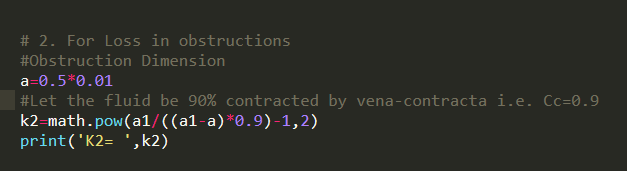 # 2. For Loss in obstructions
#Obstruction Dimension
a=0.5*0.01
#Let the fluid be 90% contracted by vena-contracta i.e. Cc=0.9
k2=math.pow(a1/((a1-a)*0.9)-1,2)
print('K2= ',k2)